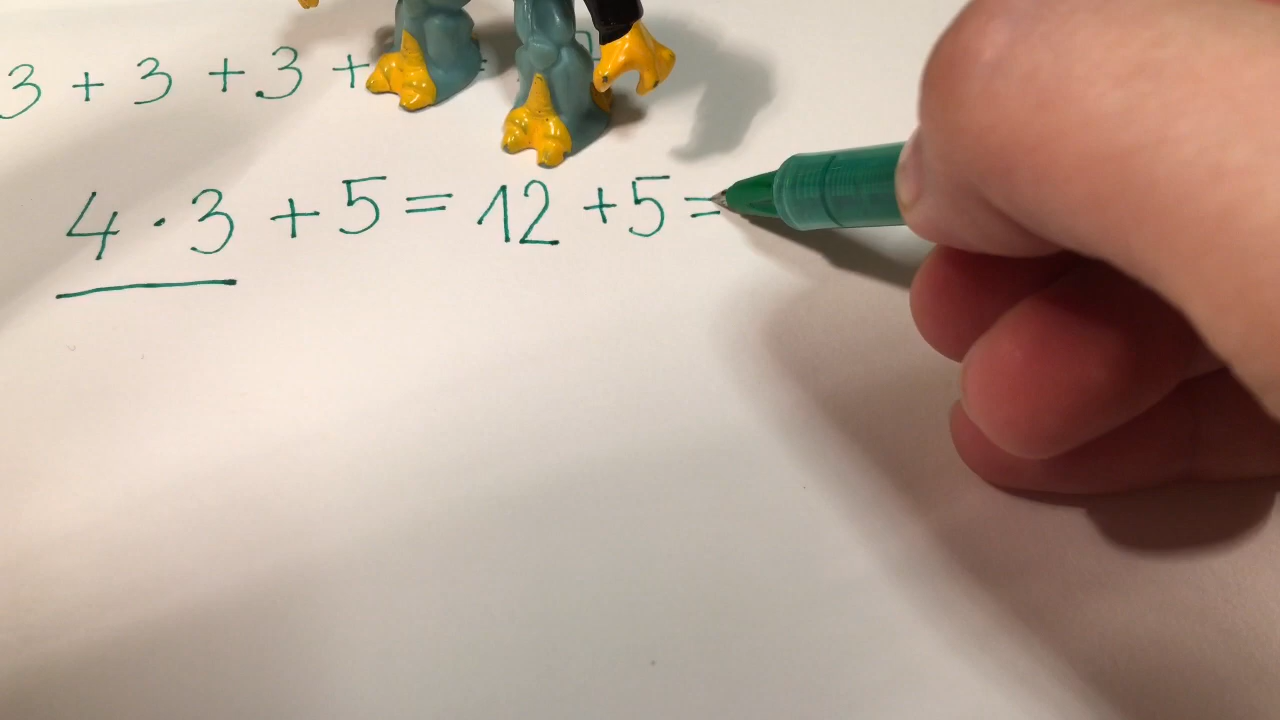 3 + 3 + 3 +
4 · 3 + 5 = 12 + 5 =